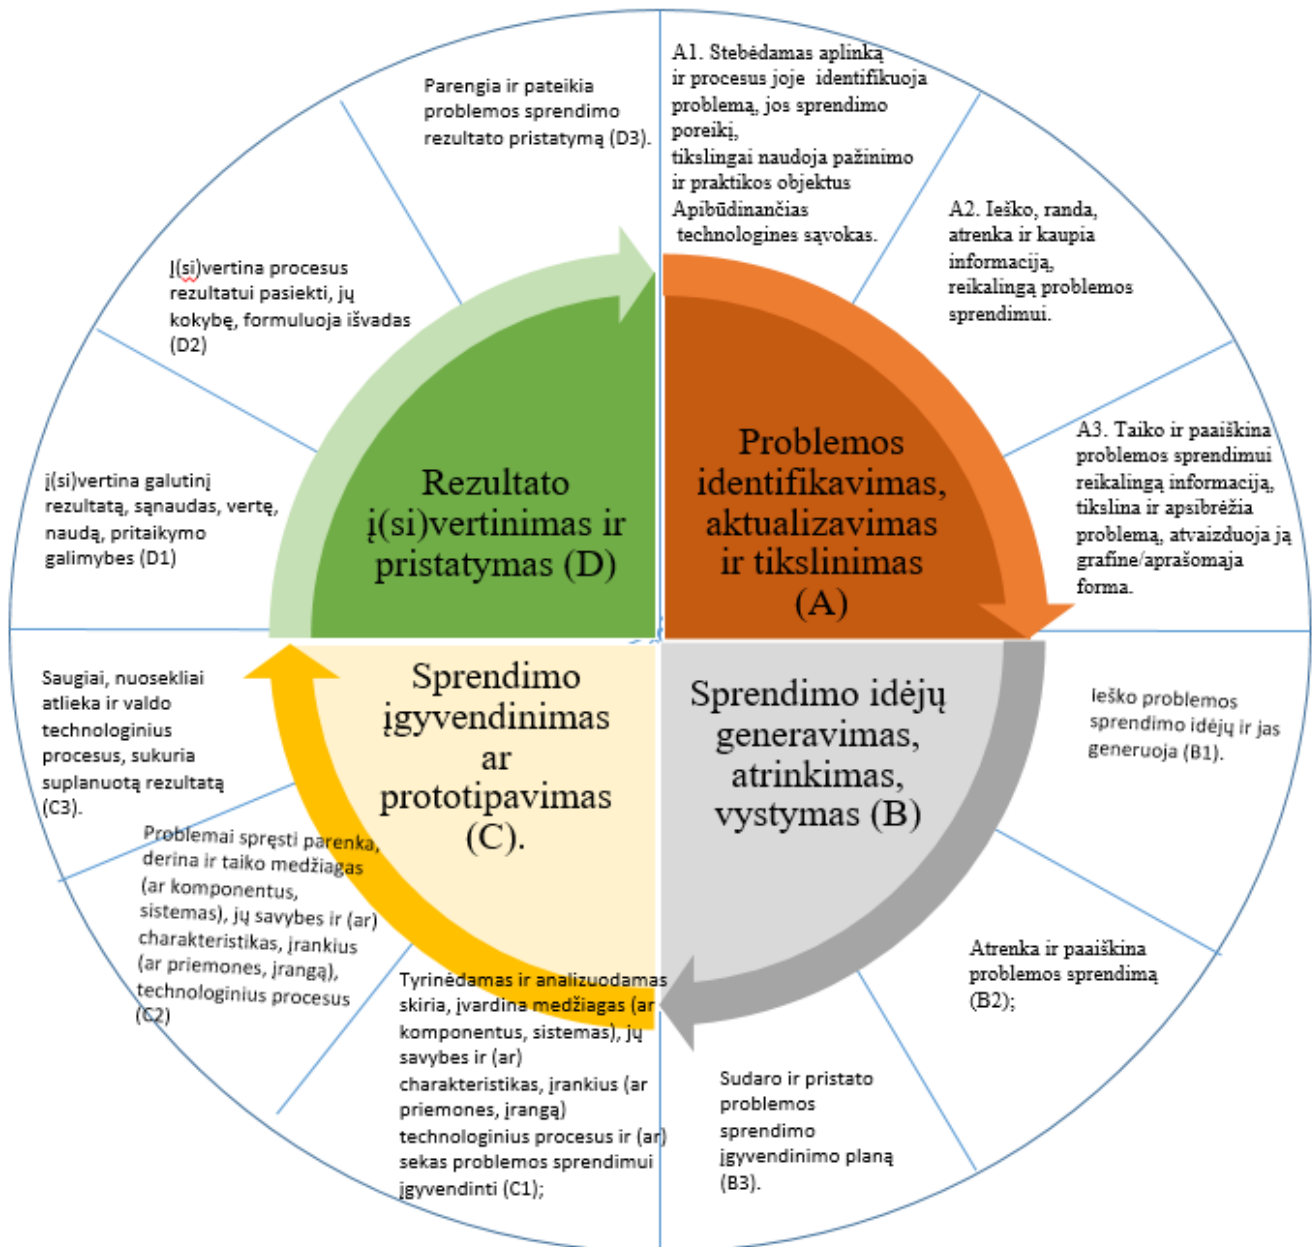 A1. Stebėdamas aplinką
ir procesus joje identifikuoja
problemą, jos sprendimo
poreikį,
tikslingai naudoja pažinimo
ir praktikos objektus
Apibūdinančias
technologines sąvokas.
A2. Ieško, randa,
atrenka ir kaupia
informaciją,
reikalingą problemos
sprendimui.
A3. Taiko ir paaiškina
problemos sprendimui
reikalingą informaciją,
tikslina ir apsibrėžia
problemą, atvaizduoja ją
grafine/aprašomąja
forma.
Ieško problemos
sprendimo idėjų ir jas
generuoja (B1).
Atrenka ir paaiškina
problemos sprendimą
(B2);
Sudaro ir pristato
problemos
sprendimo
įgyvendinimo planą
(B3).
Tyrinėdamas ir analizuodamas
skiria, įvardina medžiagas (ar
komponentus, sistemas), jų
savybes ir (ar)
charakteristikas, įrankius (ar
priemones, įrangą)
technologinius procesus ir (ar)
sekas problemos sprendimui
įgyvendinti (C1);
Problemai spręsti parenka,
derina ir taiko medžiagas
(ar komponentus,
sistemas), jų savybes ir (ar)
charakteristikas, įrankius
(ar priemones, įrangą),
technologinius procesus
(C2)
Saugiai, nuosekliai
atlieka ir valdo
technologinius
procesus, sukuria
suplanuotą rezultatą
(C3).
į(si)vertina galutinį
rezultatą, sąnaudas, vertę,
naudą, pritaikymo
galimybes (D1)
Į(si)vertina procesus
rezultatui pasiekti, jų
kokybę, formuluoja išvadas
(D2)
Parengia ir pateikia
problemos sprendimo
rezultato pristatymą (D3).
Problemos
identifikavimas,
aktualizavimas
ir tikslinimas
(A)
Sprendimo idėjų
generavimas,
atrinkimas,
vystymas (B)
Sprendimo
įgyvendinimas
ar
prototipavimas
(C).
Rezultato
į(si)vertinimas ir
pristatymas (D)